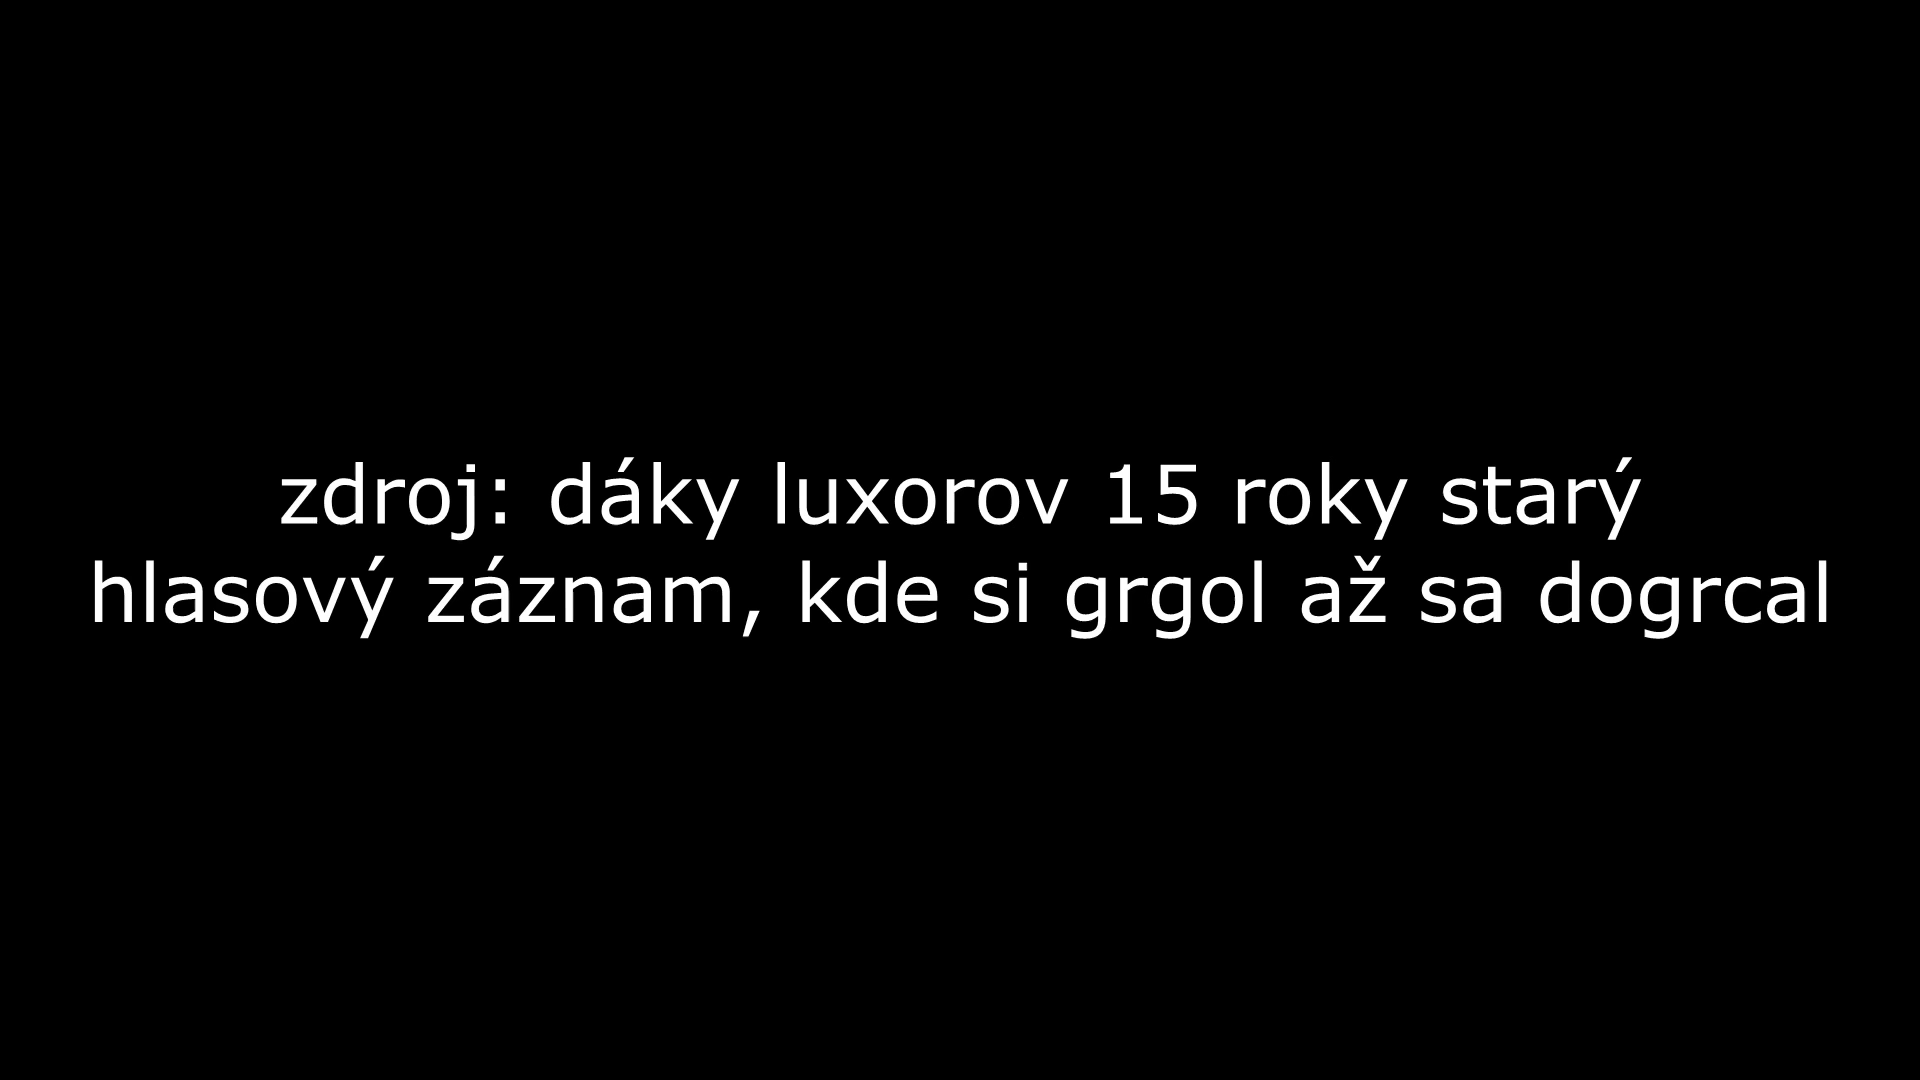 zdroj: dáky luxorov 15 roky starý
hlasový záznam, kde si grgol až sa dogrcal